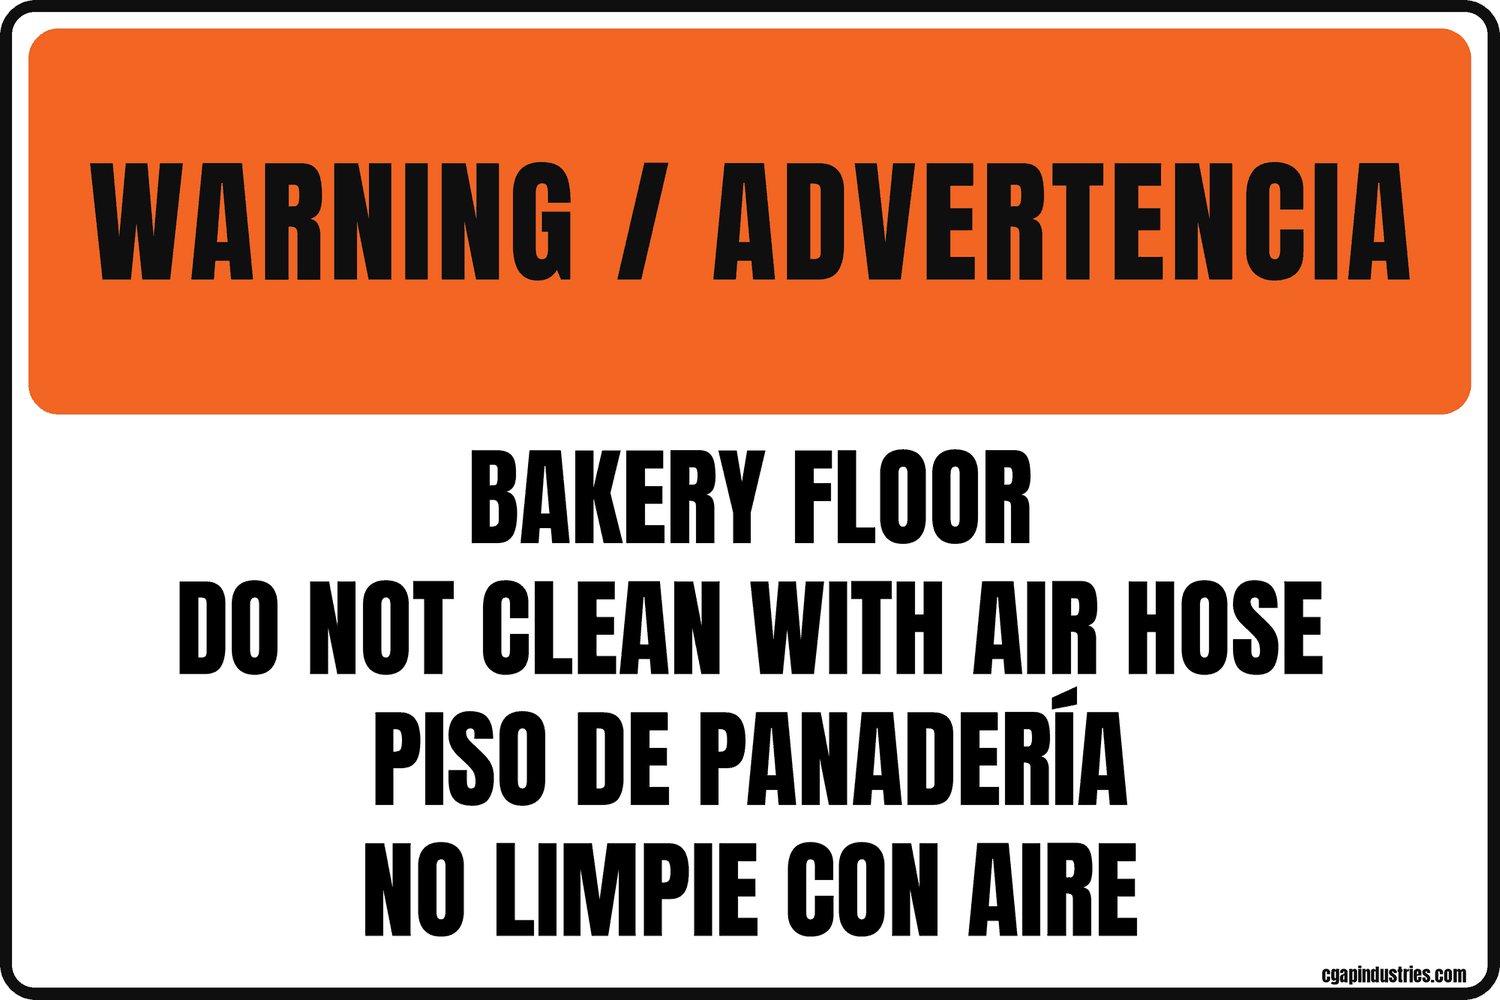 WARNING / ADVERTENCIA
BAKERY FLOOR
DO NOT CLEAN WITH AIR HOSE
PISO DE PANADERÍA
NO LIMPIE CON AIRE
cgapindustries.com